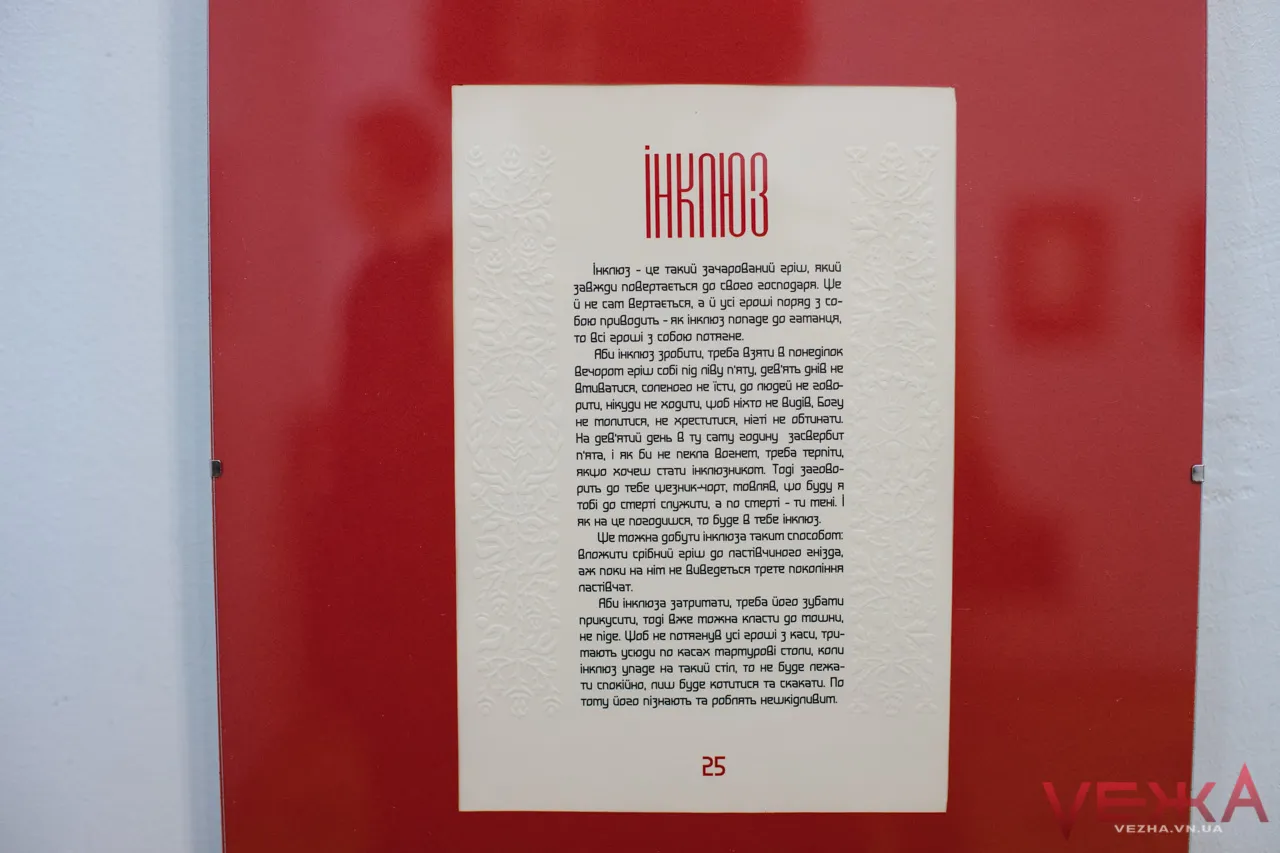 ІНКЛЮЗ
Інклюз - це такий зачарований гріш, який
завжди повертається до свого господаря. Ще
й не сам вертається, а й усі гроші поряд з со-
бою приводить - як інклюз попаде до гаманця,
то всі гроші з собою потягне.
Аби інклюз зробити, треба взяти в понеділок
вечором гріш собі під ліву п'яту, дев'ять днів не
вмиватися, соленого не їсти, до людей не гово-
рити, нікуди не ходити, щоб ніхто не видів, Богу
не молитися, не хреститися, нігті не обтинати.
На дев'ятий день в ту саму годину засвербит
п'ята, і як би не пекла вогнем, треба терпіти,
якщо хочеш стати інклюзником. Тоді загово-
рить до тебе щезник-чорт, мовляв, що буду я
тобі до смерті служити, а по смерті - ти мені. І
як на це погодишся, то буде в тебе інклюз.
Ще можна добути інклюза таким способом:
вложити срібний гріш до ластівчиного гнізда,
аж поки на нім не виведеться трете покоління
ластівчат.
Аби інклюза затримати, треба його зубами
прикусити, тоді вже можна класти до мошни,
не піде. Щоб не потягнув усі гроші з каси, три-
мають усюди по касах мармурові столи, коли
інклюз упаде на такий стіл, то не буде лежа-
ти спокійно, лиш буде котитися та скакати. По
тому його пізнають та роблять нешкідливим.
25
VЕЖА
VEZHA.VN.UA